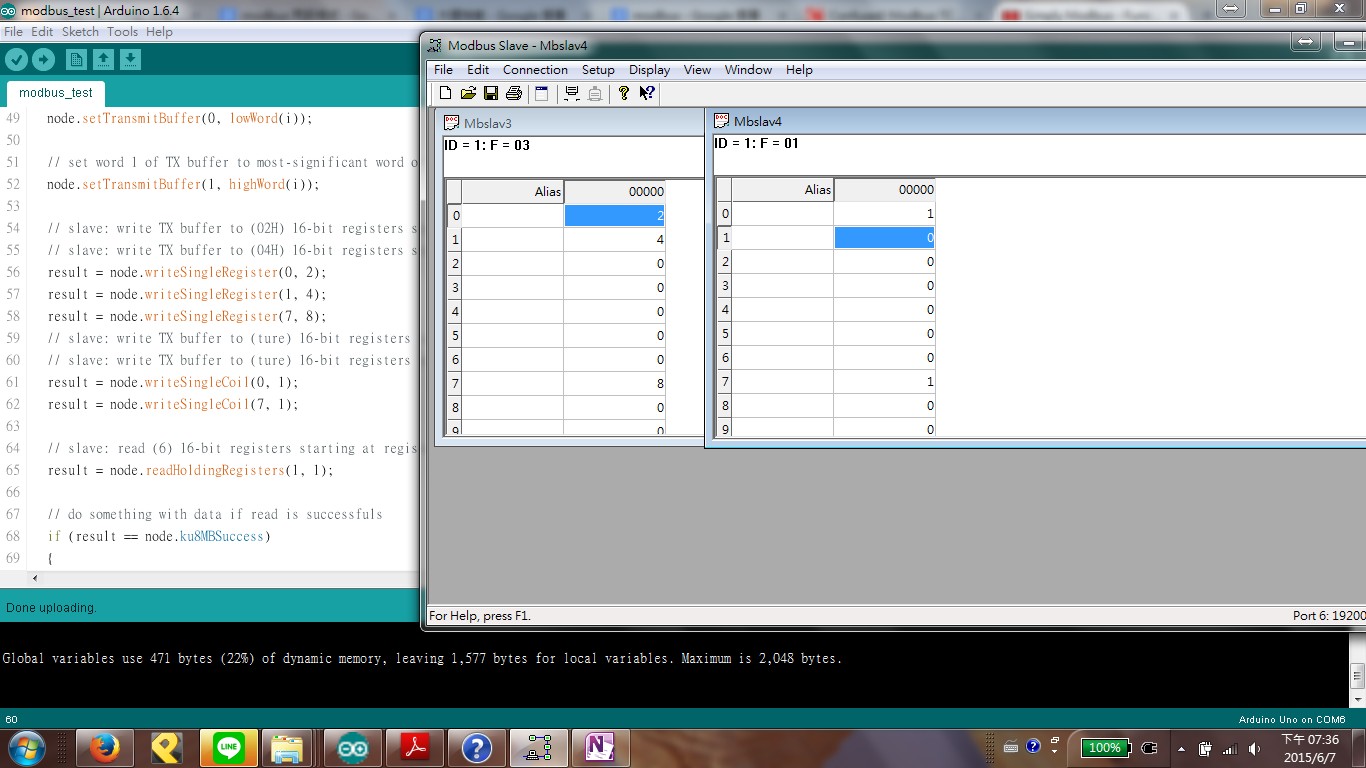 modbus_test | Arduino 1.6.4
File Edit Sketch Tools Help
modbus_test
49 node.setTransmitBuffer(0, lowWord(i));
50
51 // set word 1 of TX buffer to most-significant word o
52 node.setTransmitBuffer(1, highWord(i));
53
54 // slave: write TX buffer to (02H) 16-bit registers s
55 // slave: write TX buffer to (04H) 16-bit registers s
56 result = node.writeSingleRegister(0, 2);
57 result = node.writeSingleRegister(1, 4);
58 result = node.writeSingleRegister(7, 8);
59 // slave: write TX buffer to (ture) 16-bit registers
60 // slave: write TX buffer to (ture) 16-bit registers
61 result = node.writeSingleCoil(0, 1);
62 result = node.writeSingleCoil(7, 1);
63
64 // slave: read (6) 16-bit registers starting at regis
65 result = node.readHoldingRegisters(1, 1);
66
67 // do something with data if read is successfuls
68 if (result == node.ku8MBSuccess)
69 {
Done uploading.
Global variables use 471 bytes (22%) of dynamic memory, leaving 1,577 bytes for local variables. Maximum is 2,048 bytes.
60
Arduino Uno on COM6
Modbus Slave - Mbslav4
File Edit Connection Setup Display View Window Help
Mbslav3
ID = 1: F = 03
Alias 00000
0 2
1 4
2 0
3 0
4 0
5 0
6 0
7 8
8 0
9 0
Mbslav4
ID = 1: F = 01
Alias 00000
0 1
1 0
2 0
3 0
4 0
5 0
6 0
7 1
8 0
9 0
For Help, press F1.
Port 6: 19200
LINE
100%
下午 07:36
2015/6/7